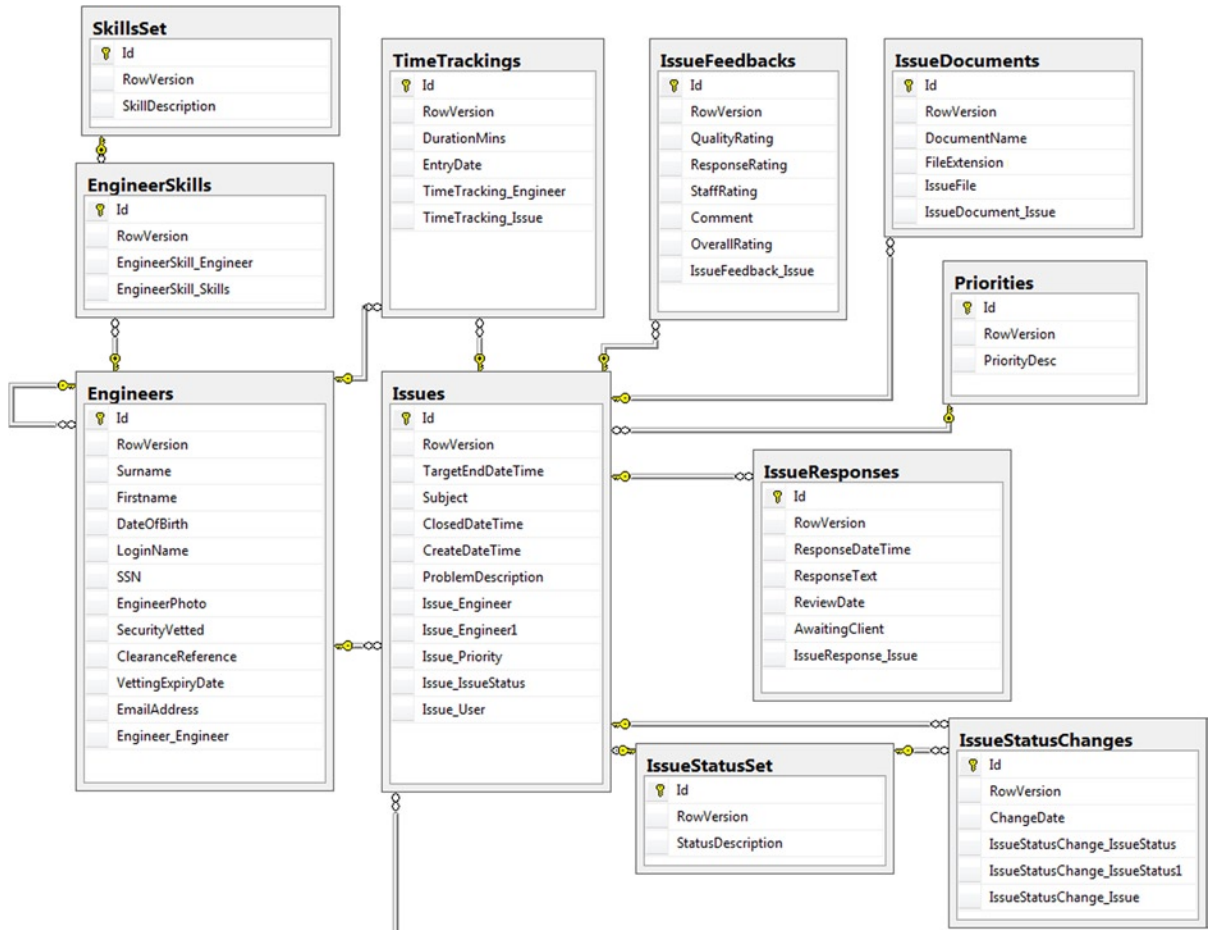 SkillsSet
Id
RowVersion
SkillDescription
EngineerSkills
Id
RowVersion
EngineerSkill_Engineer
EngineerSkill_Skills
Engineers
Id
RowVersion
Surname
Firstname
DateOfBirth
LoginName
SSN
EngineerPhoto
SecurityVetted
ClearanceReference
VettingExpiryDate
EmailAddress
Engineer_Engineer
TimeTrackings
Id
RowVersion
DurationMins
EntryDate
TimeTracking_Engineer
TimeTracking_Issue
Issues
Id
RowVersion
TargetEndDateTime
Subject
ClosedDateTime
CreateDateTime
ProblemDescription
Issue_Engineer
Issue_Engineer1
Issue_Priority
Issue_IssueStatus
Issue_User
IssueFeedbacks
Id
RowVersion
QualityRating
ResponseRating
StaffRating
Comment
OverallRating
IssueFeedback_Issue
IssueDocuments
Id
RowVersion
DocumentName
FileExtension
IssueFile
IssueDocument_Issue
Priorities
Id
RowVersion
PriorityDesc
IssueResponses
Id
RowVersion
ResponseDateTime
ResponseText
ReviewDate
AwaitingClient
IssueResponse_Issue
IssueStatusSet
Id
RowVersion
StatusDescription
IssueStatusChanges
Id
RowVersion
ChangeDate
IssueStatusChange_IssueStatus
IssueStatusChange_IssueStatus1
IssueStatusChange_Issue